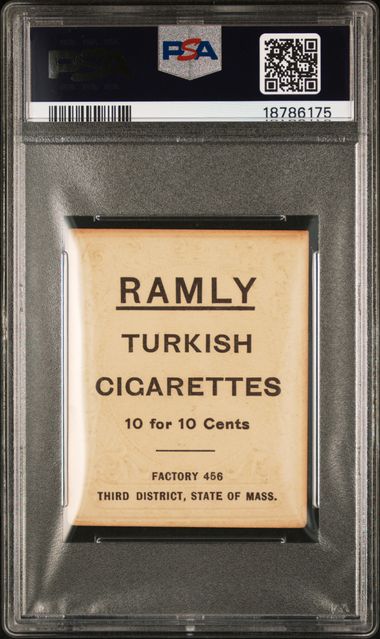 PSA
18786175
RAMLY
TURKISH
CIGARETTES
10 for 10 Cents
FACTORY 456
THIRD DISTRICT, STATE OF MASS.